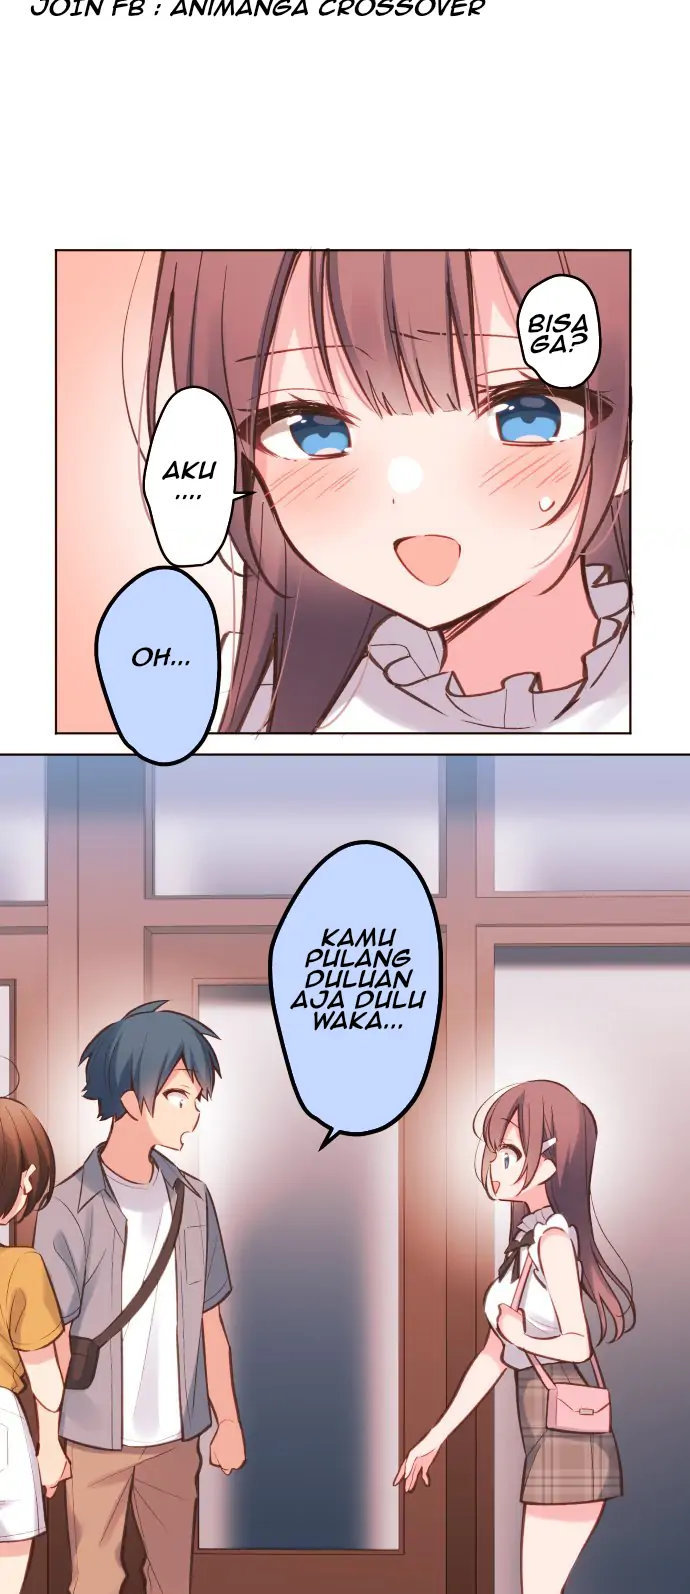 JOIN FB : ANIMANGA CROSSOVER
BISA
GA?
AKU
....
OH...
KAMU
PULANG
DULUAN
AJA DULU
WAKA...